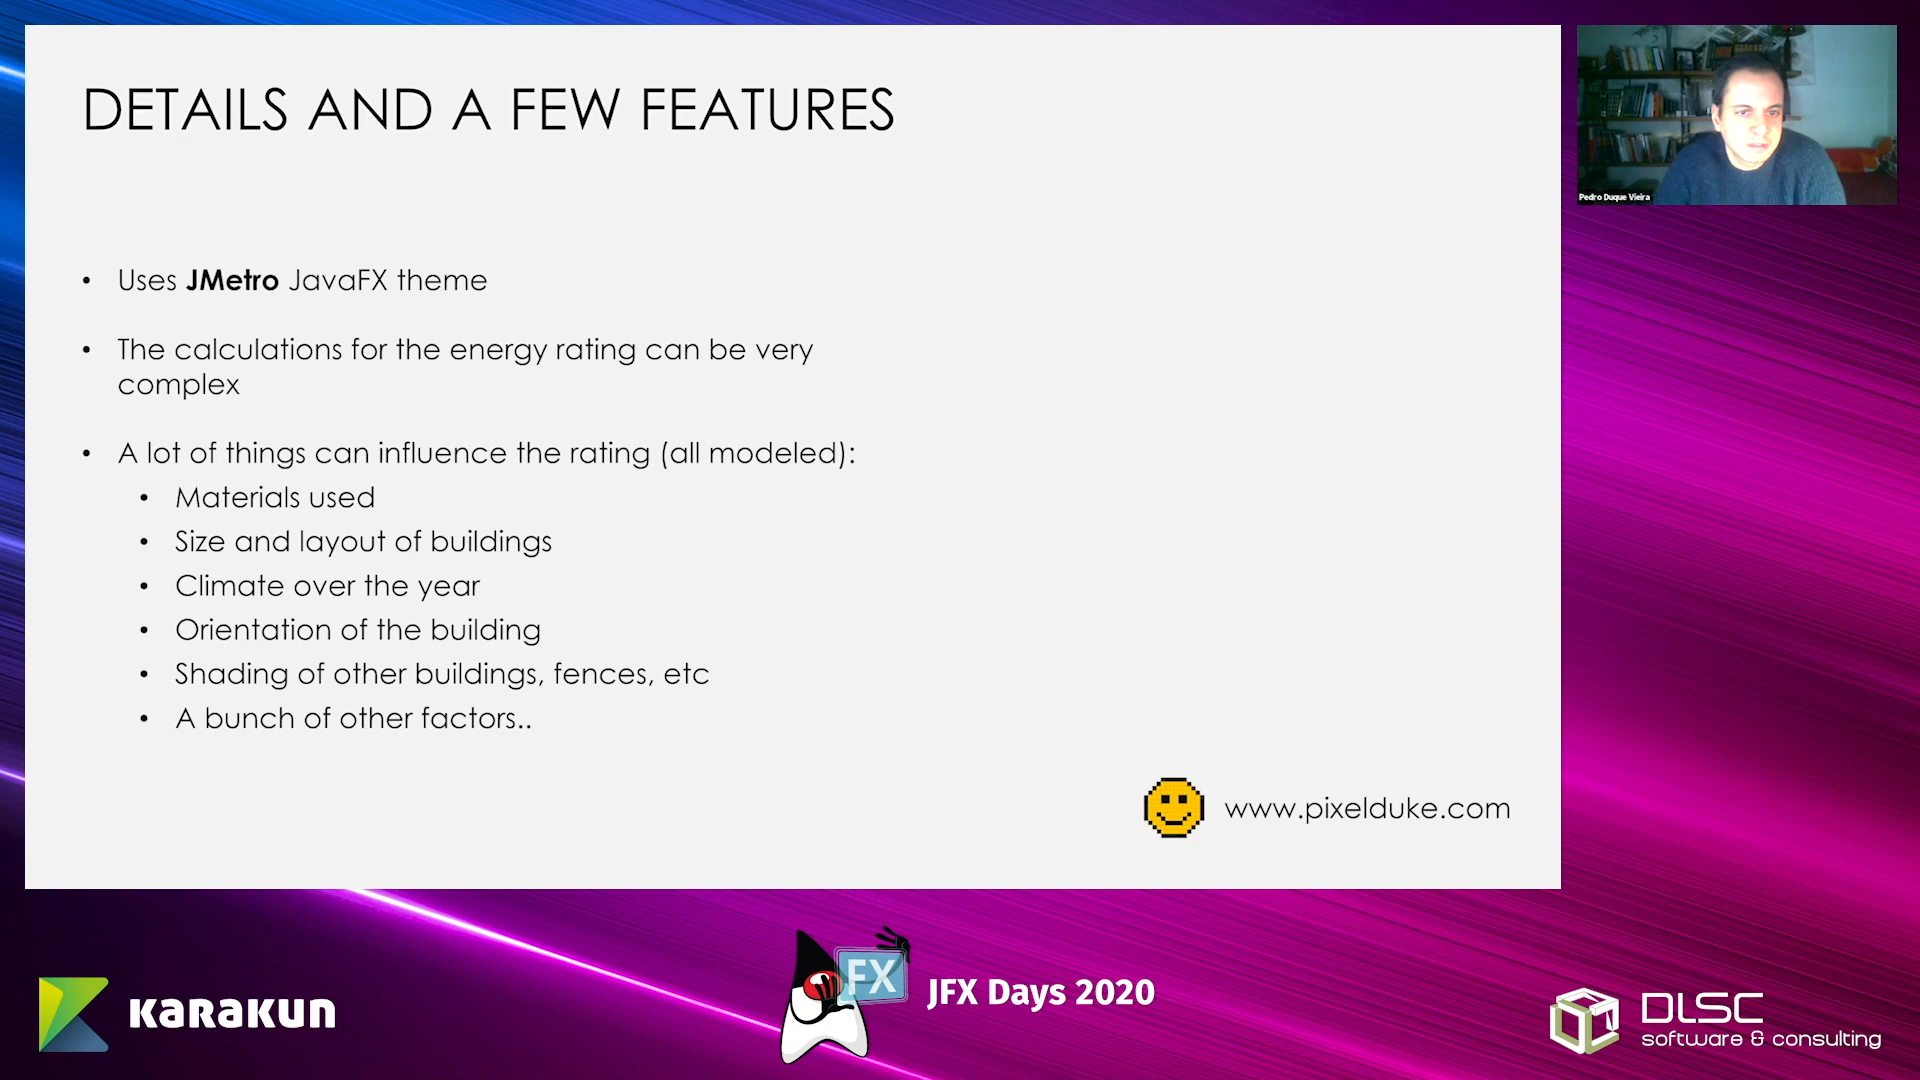 DETAILS AND A FEW FEATURES
• Uses JMetro JavaFX theme
• The calculations for the energy rating can be very
complex
• A lot of things can influence the rating (all modeled):
• Materials used
• Size and layout of buildings
• Climate over the year
• Orientation of the building
• Shading of other buildings, fences, etc
• A bunch of other factors..
www.pixelduke.com
Pedro Duque Vieira
KARAKUN
FX
JFX Days 2020
DLSC
software & consulting